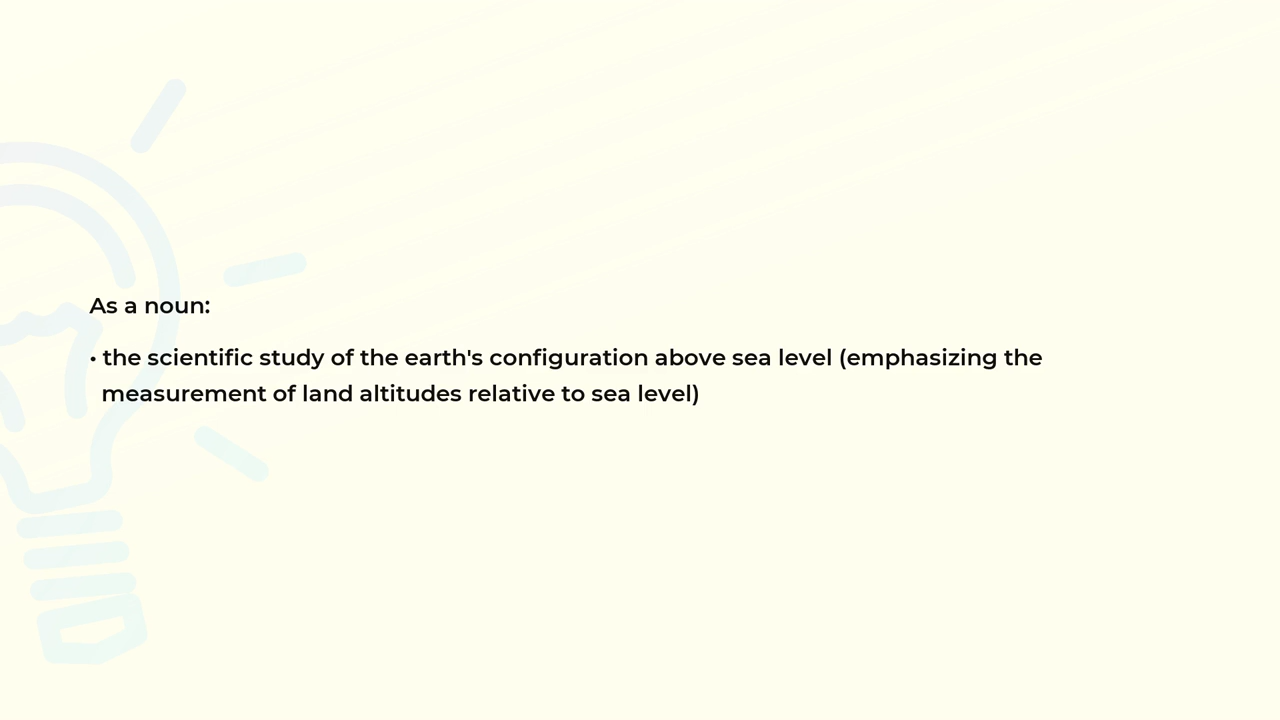 As a noun:
• the scientific study of the earth's configuration above sea level (emphasizing the
measurement of land altitudes relative to sea level)